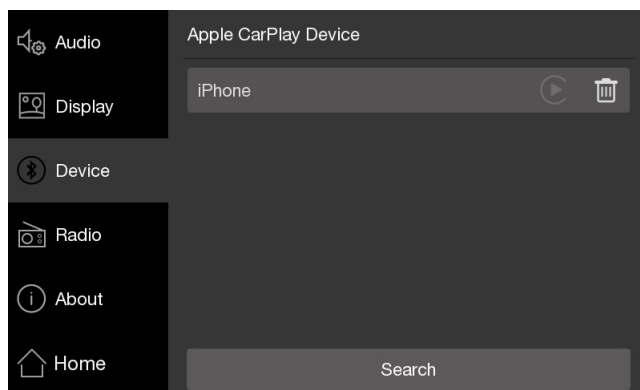 Audio
Display
Device
Radio
About
Home
Apple CarPlay Device
iPhone
Search